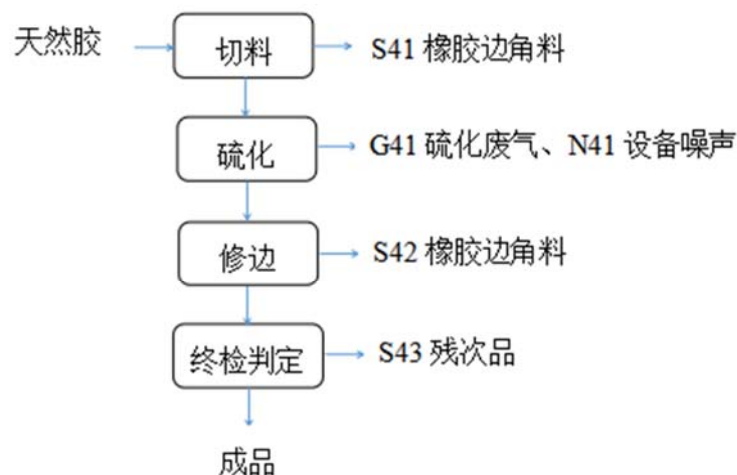 天然胶 切料 S41 橡胶边角料
硫化 G41 硫化废气、N41 设备噪声
修边 S42 橡胶边角料
终检判定 S43 残次品
成品